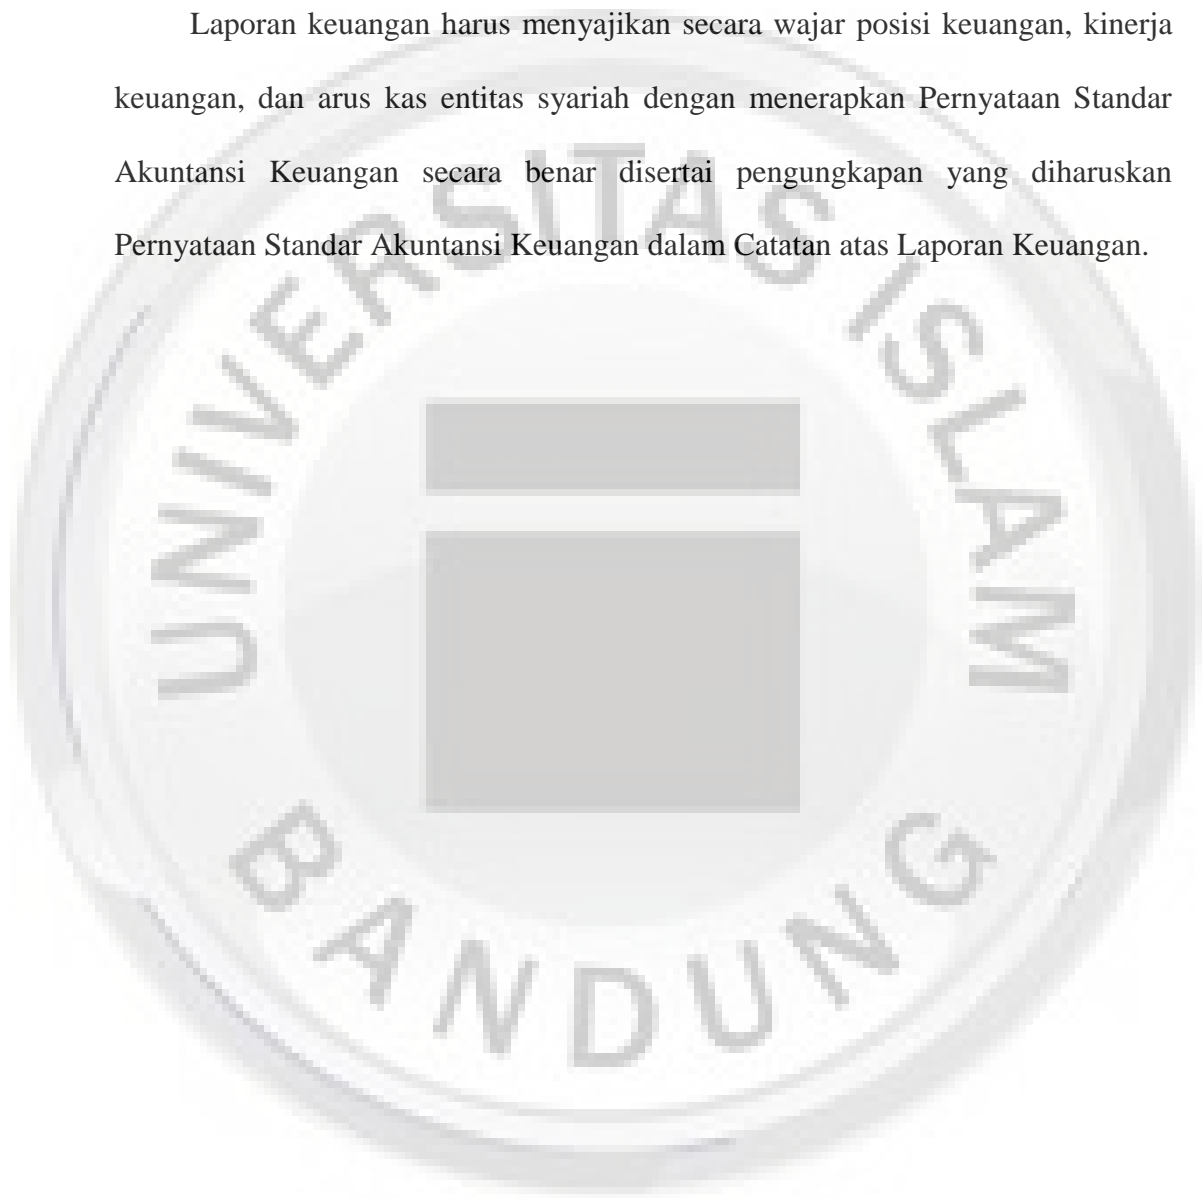 Laporan keuangan harus menyajikan secara wajar posisi keuangan, kinerja
keuangan, dan arus kas entitas syariah dengan menerapkan Pernyataan Standar
Akuntansi Keuangan secara benar disertai pengungkapan yang diharuskan
Pernyataan Standar Akuntansi Keuangan dalam Catatan atas Laporan Keuangan.
UNIVERSITAS ISLAM
BANDUNG